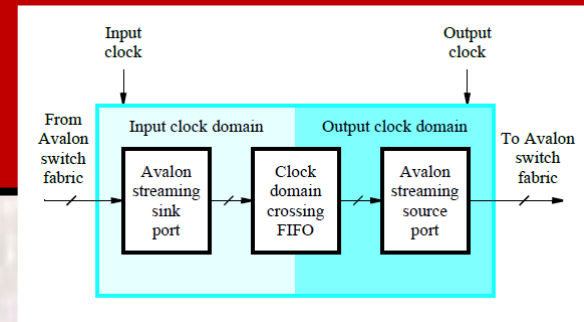 Input
clock
Output
clock
From
Avalon
switch
fabric
Input clock domain
Output clock domain
To Avalon
switch
fabric
Avalon
streaming
sink
port
Clock
domain
crossing
FIFO
Avalon
streaming
source
port